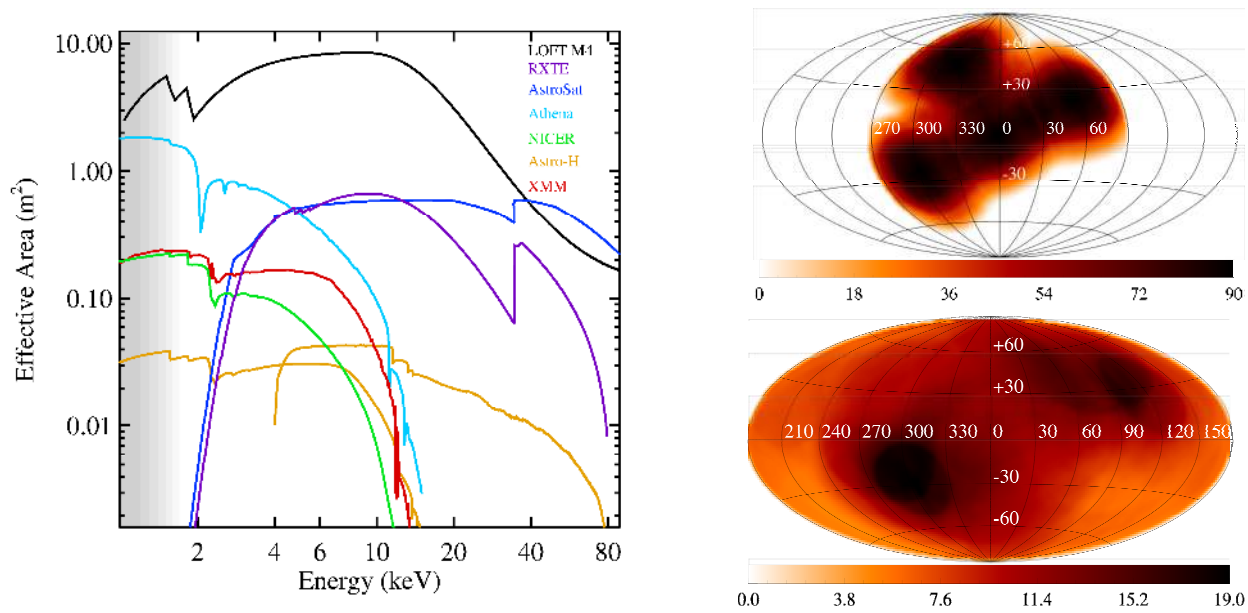 10.00
1.00
0.10
0.01
Effective Area (m²)
LOFT M4
RXTE
AstroSat
Athena
NICER
Astro-H
XMM
2 4 6 10 20 40 80
Energy (keV)
+60
+30
270 300 330 0 30 60
-30
0 18 36 54 72 90
+60
+30
210 240 270 300 330 0 30 60 90 120 150
-30
-60
0.0 3.8 7.6 11.4 15.2 19.0